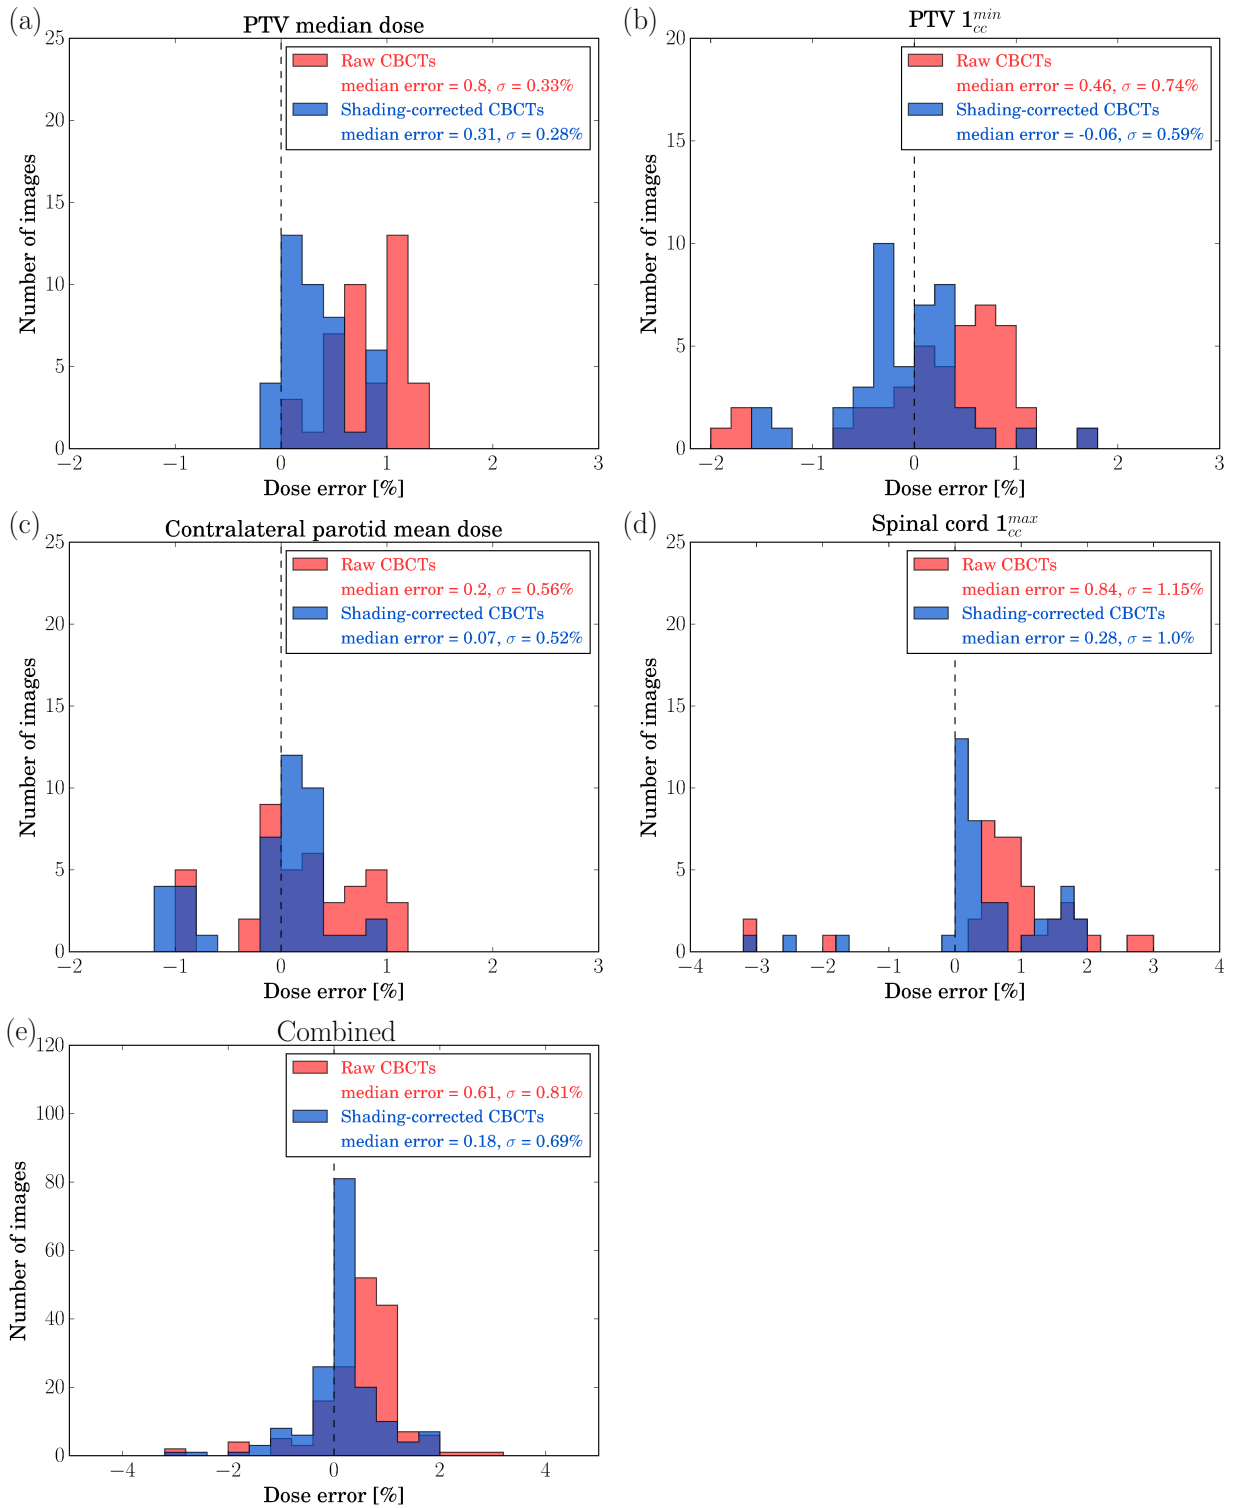 (a)
PTV median dose
25
20
15
10
5
0
Number of images
Raw CBCTs
median error = 0.8, σ = 0.33%
Shading-corrected CBCTs
median error = 0.31, σ = 0.28%
−2 −1 0 1 2 3
Dose error [%]
(b)
PTV 1 min cc
20
15
10
5
0
Number of images
Raw CBCTs
median error = 0.46, σ = 0.74%
Shading-corrected CBCTs
median error = -0.06, σ = 0.59%
−2 −1 0 1 2 3
Dose error [%]
(c)
Contralateral parotid mean dose
25
20
15
10
5
0
Number of images
Raw CBCTs
median error = 0.2, σ = 0.56%
Shading-corrected CBCTs
median error = 0.07, σ = 0.52%
−2 −1 0 1 2 3
Dose error [%]
(d)
Spinal cord 1 max cc
25
20
15
10
5
0
Number of images
Raw CBCTs
median error = 0.84, σ = 1.15%
Shading-corrected CBCTs
median error = 0.28, σ = 1.0%
−4 −3 −2 −1 0 1 2 3 4
Dose error [%]
(e)
Combined
120
100
80
60
40
20
0
Number of images
Raw CBCTs
median error = 0.61, σ = 0.81%
Shading-corrected CBCTs
median error = 0.18, σ = 0.69%
−4 −2 0 2 4
Dose error [%]